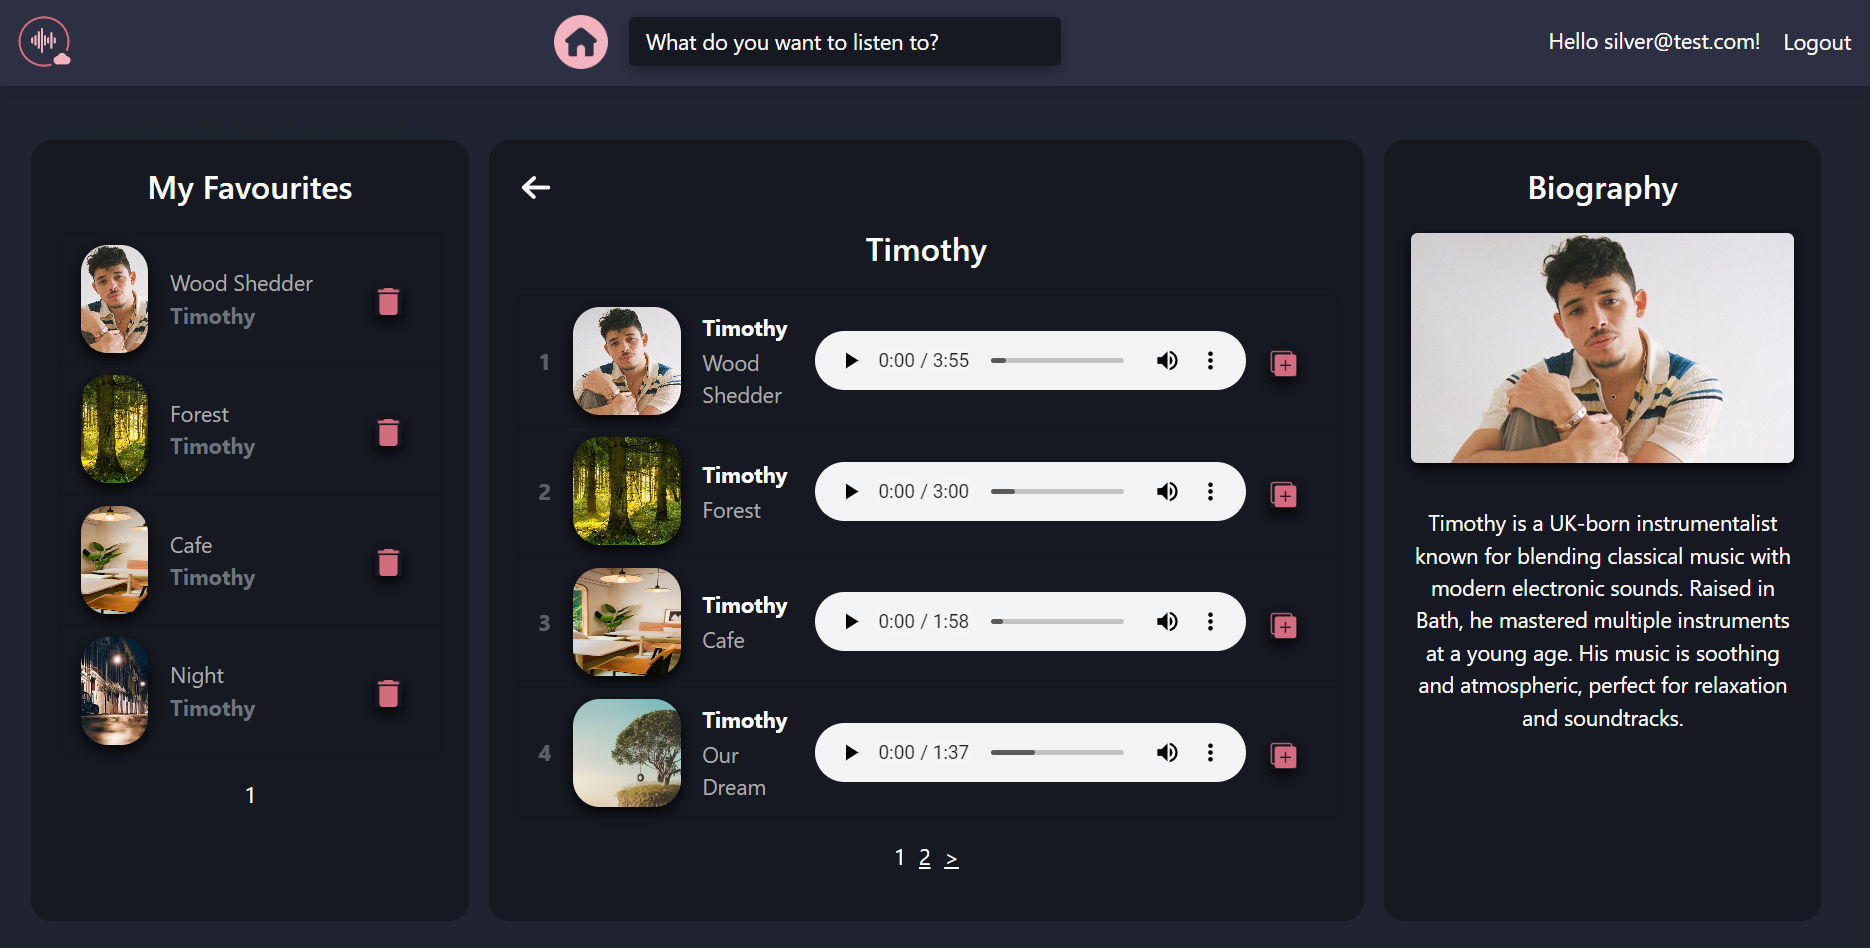 What do you want to listen to?
Hello silver@test.com!
Logout
My Favourites
Wood Shedder
Timothy
Forest
Timothy
Cafe
Timothy
Night
Timothy
1
Timothy
1
Timothy
Wood
Shedder
0:00 / 3:55
2
Timothy
Forest
0:00 / 3:00
3
Timothy
Cafe
0:00 / 1:58
4
Timothy
Our
Dream
0:00 / 1:37
1 2 >
Biography
Timothy is a UK-born instrumentalist
known for blending classical music with
modern electronic sounds. Raised in
Bath, he mastered multiple instruments
at a young age. His music is soothing
and atmospheric, perfect for relaxation
and soundtracks.